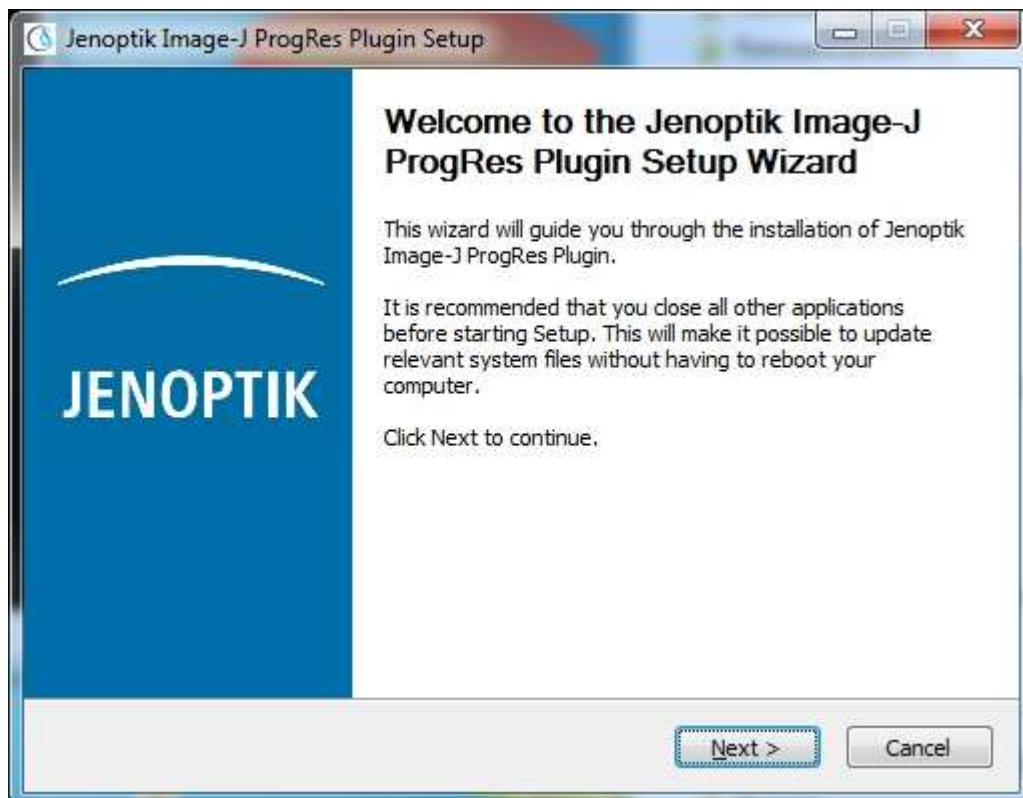 Jenoptik Image-J ProgRes Plugin Setup
Welcome to the Jenoptik Image-J
ProgRes Plugin Setup Wizard
This wizard will guide you through the installation of Jenoptik
Image-J ProgRes Plugin.
It is recommended that you close all other applications
before starting Setup. This will make it possible to update
relevant system files without having to reboot your
computer.
Click Next to continue.
JENOPTIK
Next >
Cancel